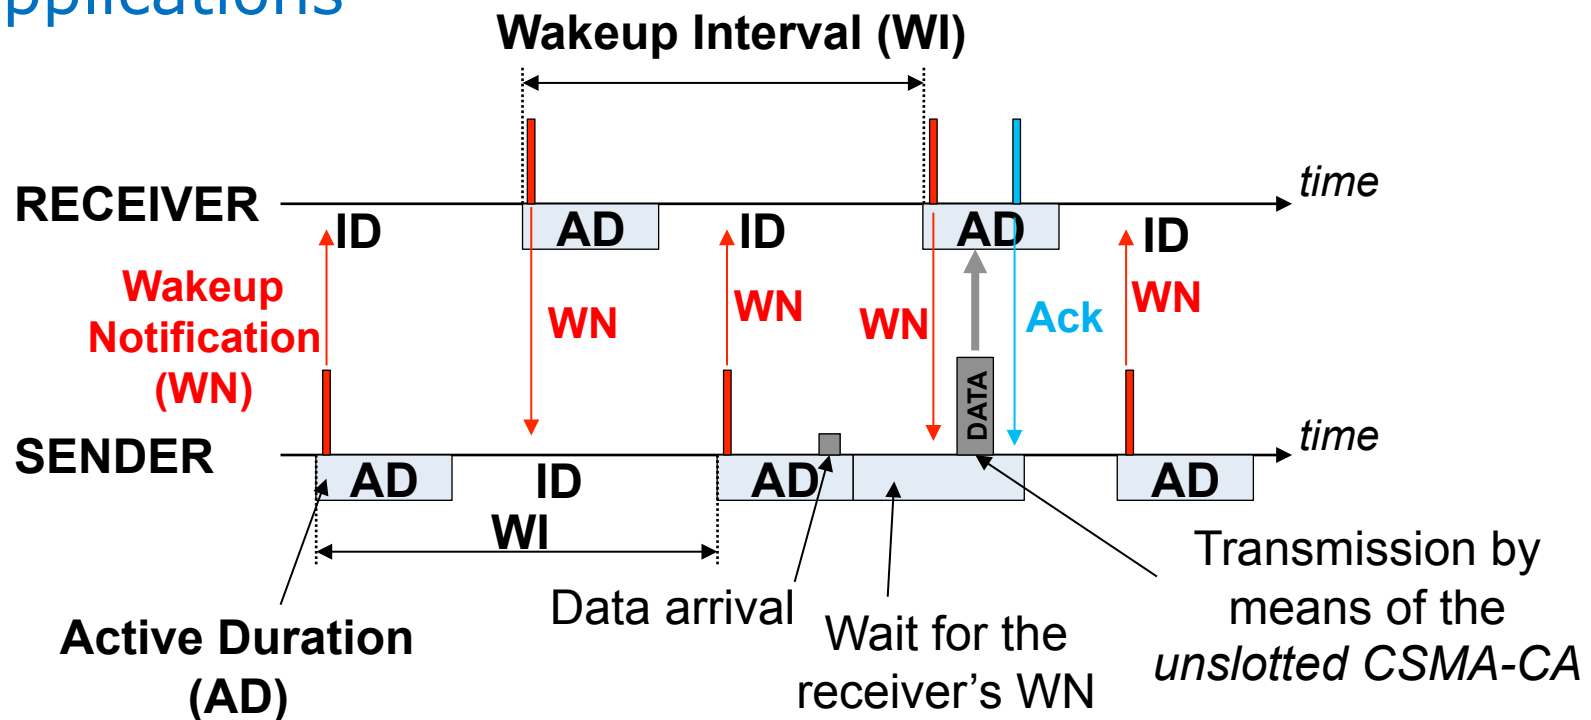 pplications
Wakeup Interval (WI)
time
RECEIVER
ID
AD
ID
AD
ID
Wakeup
Notification
(WN)
WN
WN
WN
Ack
WN
DATA
time
SENDER
AD
ID
AD
AD
WI
Data arrival
Active Duration
(AD)
Wait for the
receiver's WN
Transmission by
means of the
unslotted CSMA-CA